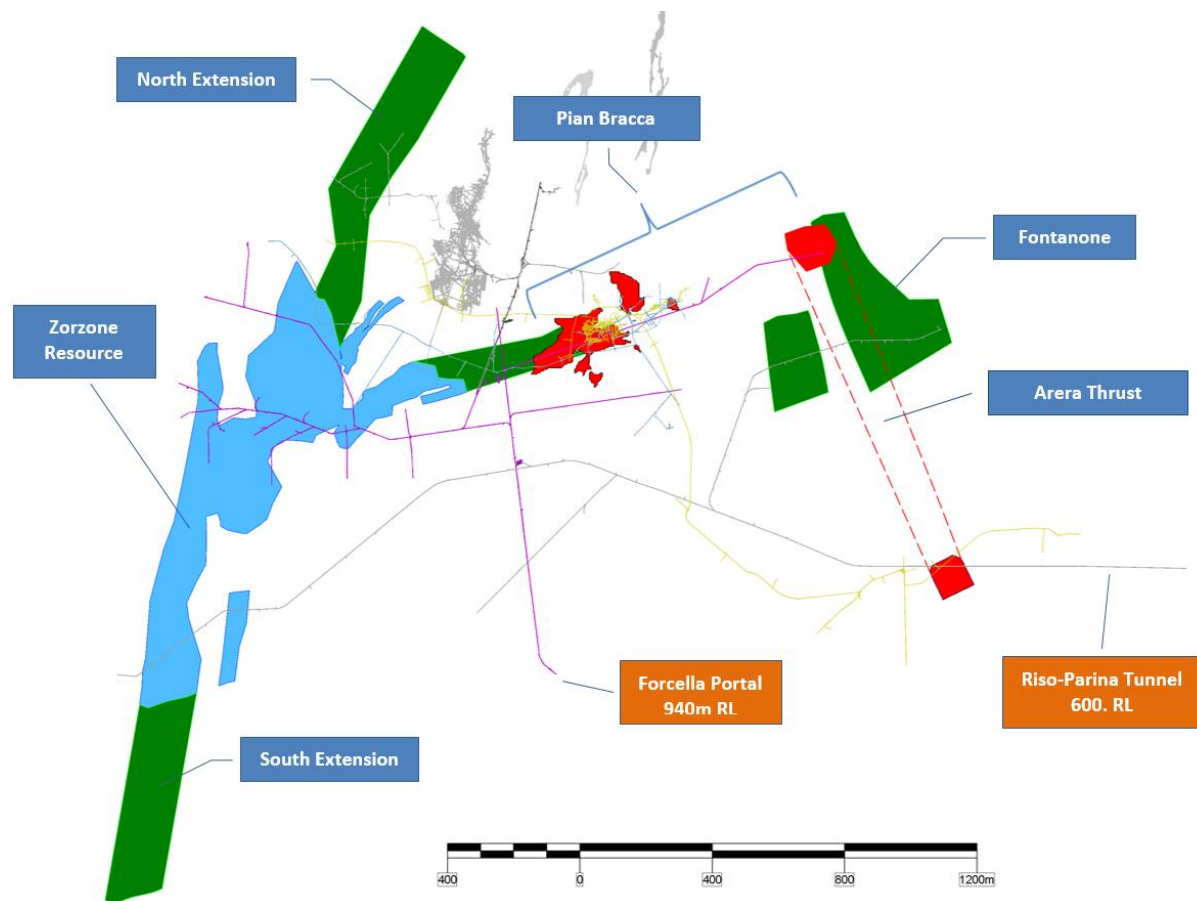 North Extension
Pian Bracca
Fontanone
Zorzone
Resource
Arera Thrust
Forcella Portal
940m RL
Riso-Parina Tunnel
600. RL
South Extension
400 0 400 800 1200m